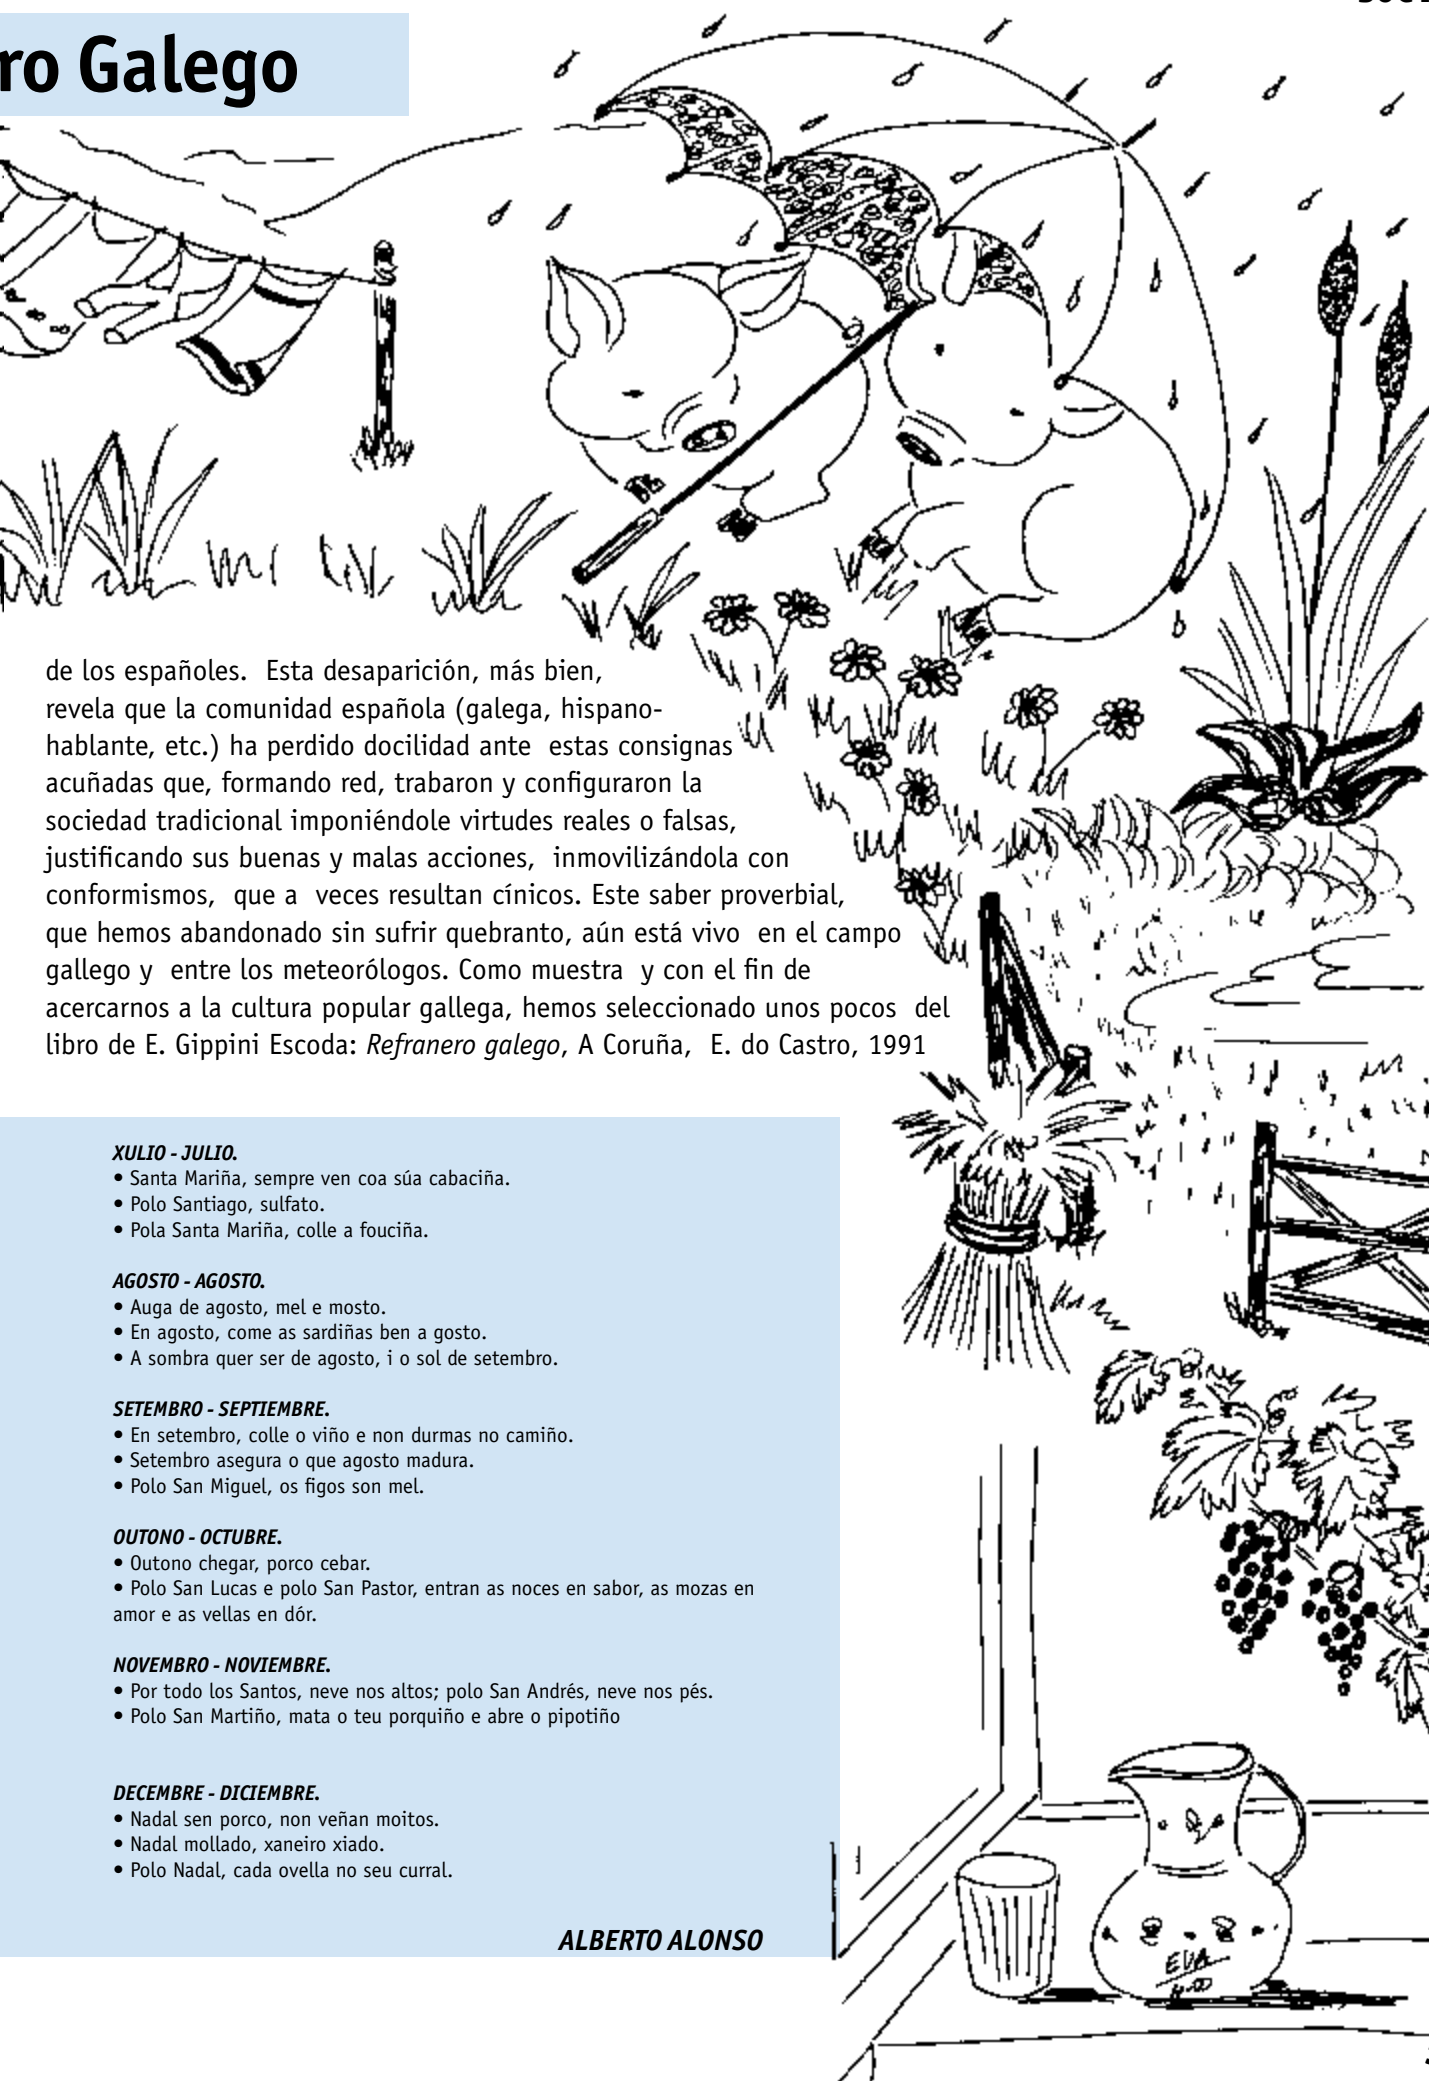 ro Galego
de los españoles. Esta desaparición, más bien,
revela que la comunidad española (galega, hispano-
hablante, etc.) ha perdido docilidad ante estas consignas
acuñadas que, formando red, trabaron y configuraron la
sociedad tradicional imponiéndole virtudes reales o falsas,
justificando sus buenas y malas acciones, inmovilizándola con
conformismos, que a veces resultan cínicos. Este saber proverbial,
que hemos abandonado sin sufrir quebranto, aún está vivo en el campo
gallego y entre los meteorólogos. Como muestra y con el fin de
acercarnos a la cultura popular gallega, hemos seleccionado unos pocos del
libro de E. Gippini Escoda: Refranero galego, A Coruña, E. do Castro, 1991
XULIO - JULIO.
• Santa Mariña, sempre ven coa súa cabaciña.
• Polo Santiago, sulfato.
• Pola Santa Mariña, colle a fouciña.
AGOSTO - AGOSTO.
• Auga de agosto, mel e mosto.
• En agosto, come as sardiñas ben a gosto.
• A sombra quer ser de agosto, i o sol de setembro.
SETEMBRO - SEPTIEMBRE.
• En setembro, colle o viño e non durmas no camiño.
• Setembro asegura o que agosto madura.
• Polo San Miguel, os figos son mel.
OUTONO - OCTUBRE.
• Outono chegar, porco cebar.
• Polo San Lucas e polo San Pastor, entran as noces en sabor, as mozas en
amor e as vellas en dór.
NOVEMBRO - NOVIEMBRE.
• Por todo los Santos, neve nos altos; polo San Andrés, neve nos pés.
• Polo San Martiño, mata o teu porquiño e abre o pipotiño
DECEMBRE - DICIEMBRE.
• Nadal sen porco, non veñan moitos.
• Nadal mollado, xaneiro xiado.
• Polo Nadal, cada ovella no seu curral.
ALBERTO ALONSO
EVA